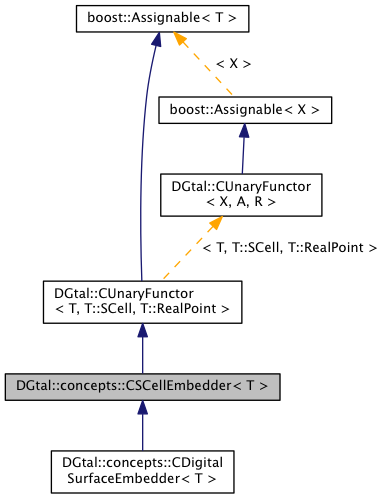 boost::Assignable< T >
< X >
boost::Assignable< X >
DGtal::CUnaryFunctor
< X, A, R >
< T, T::SCell, T::RealPoint >
DGtal::CUnaryFunctor
< T, T::SCell, T::RealPoint >
DGtal::concepts::CSCellEmbedder< T >
DGtal::concepts::CDigital
SurfaceEmbedder< T >